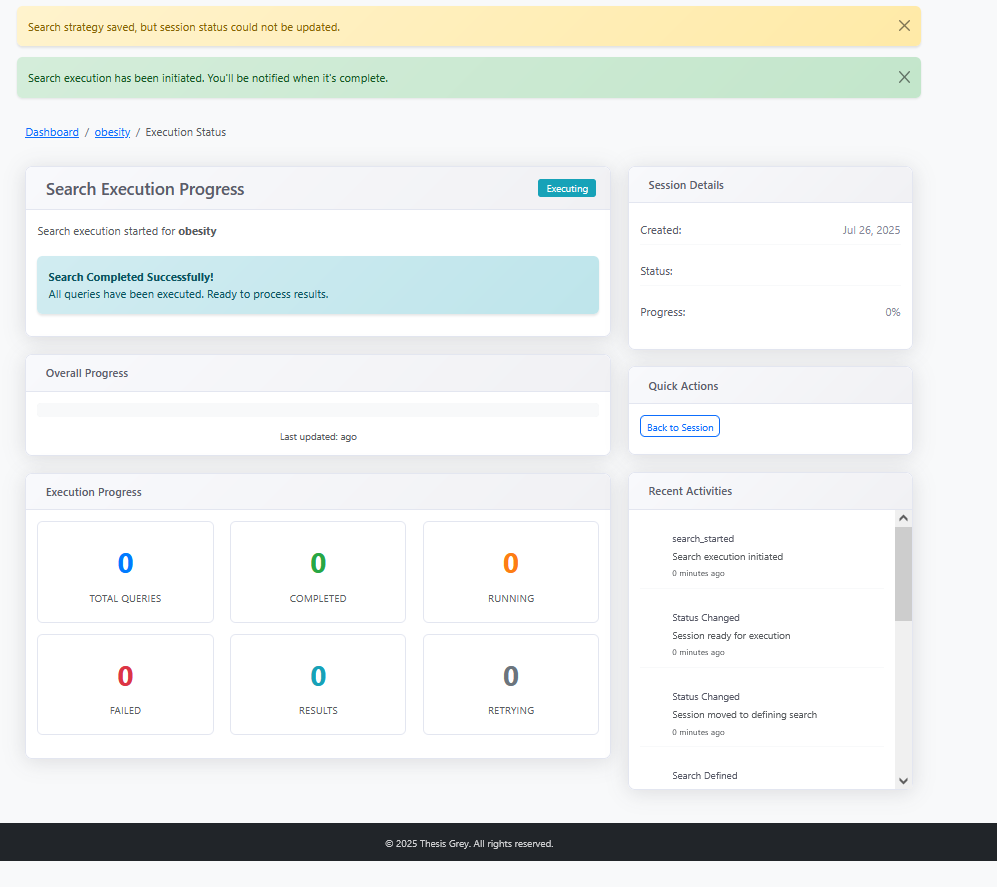 Search strategy saved, but session status could not be updated.
Search execution has been initiated. You'll be notified when it's complete.
Dashboard / obesity / Execution Status
Search Execution Progress
Executing
Search execution started for obesity
Search Completed Successfully!
All queries have been executed. Ready to process results.
Overall Progress
Last updated: ago
Execution Progress
0
TOTAL QUERIES
0
COMPLETED
0
RUNNING
0
FAILED
0
RESULTS
0
RETRYING
Session Details
Created: Jul 26, 2025
Status:
Progress: 0%
Quick Actions
Back to Session
Recent Activities
search_started
Search execution initiated
0 minutes ago
Status Changed
Session ready for execution
0 minutes ago
Status Changed
Session moved to defining search
0 minutes ago
Search Defined
© 2025 Thesis Grey. All rights reserved.